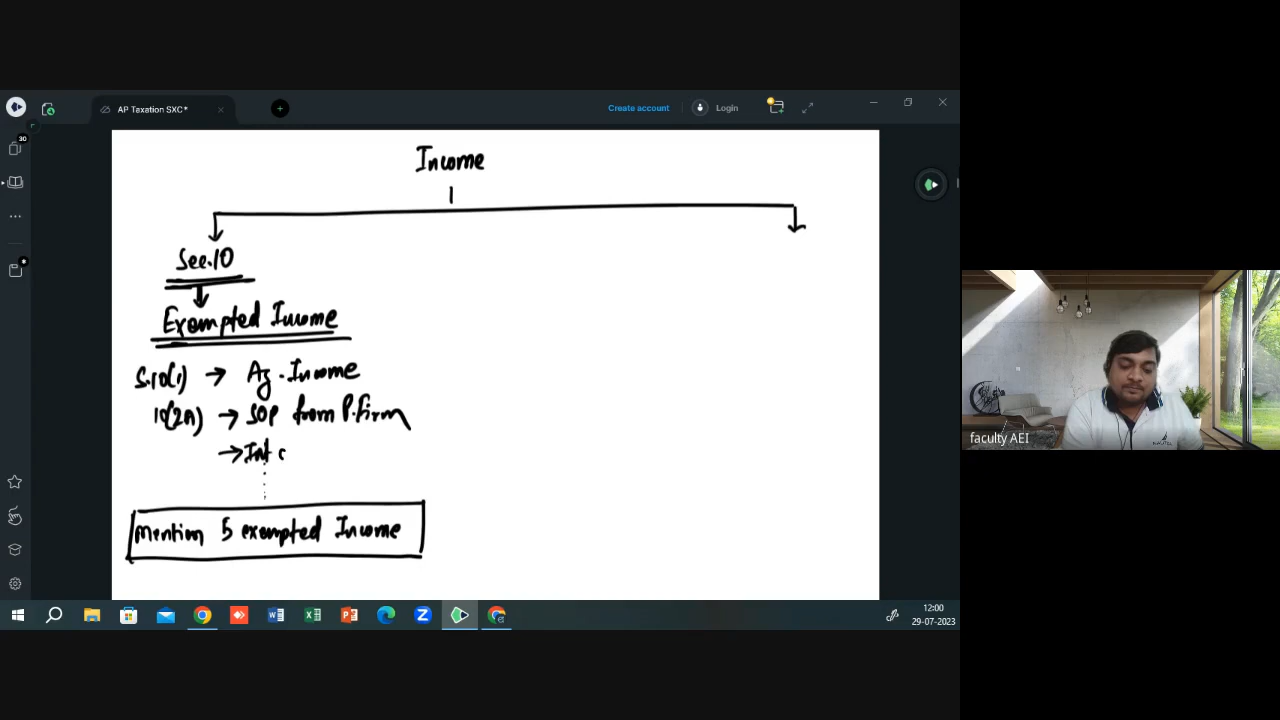 AP Taxation SXC*
Create account
Login
30
Income
Sec.10
Exempted Income
S.10(1) → Ag. Income
10(2A) → SOP from P. Firm
→ Int
Mention 5 exempted Income
faculty AEI
12:00
29-07-2023